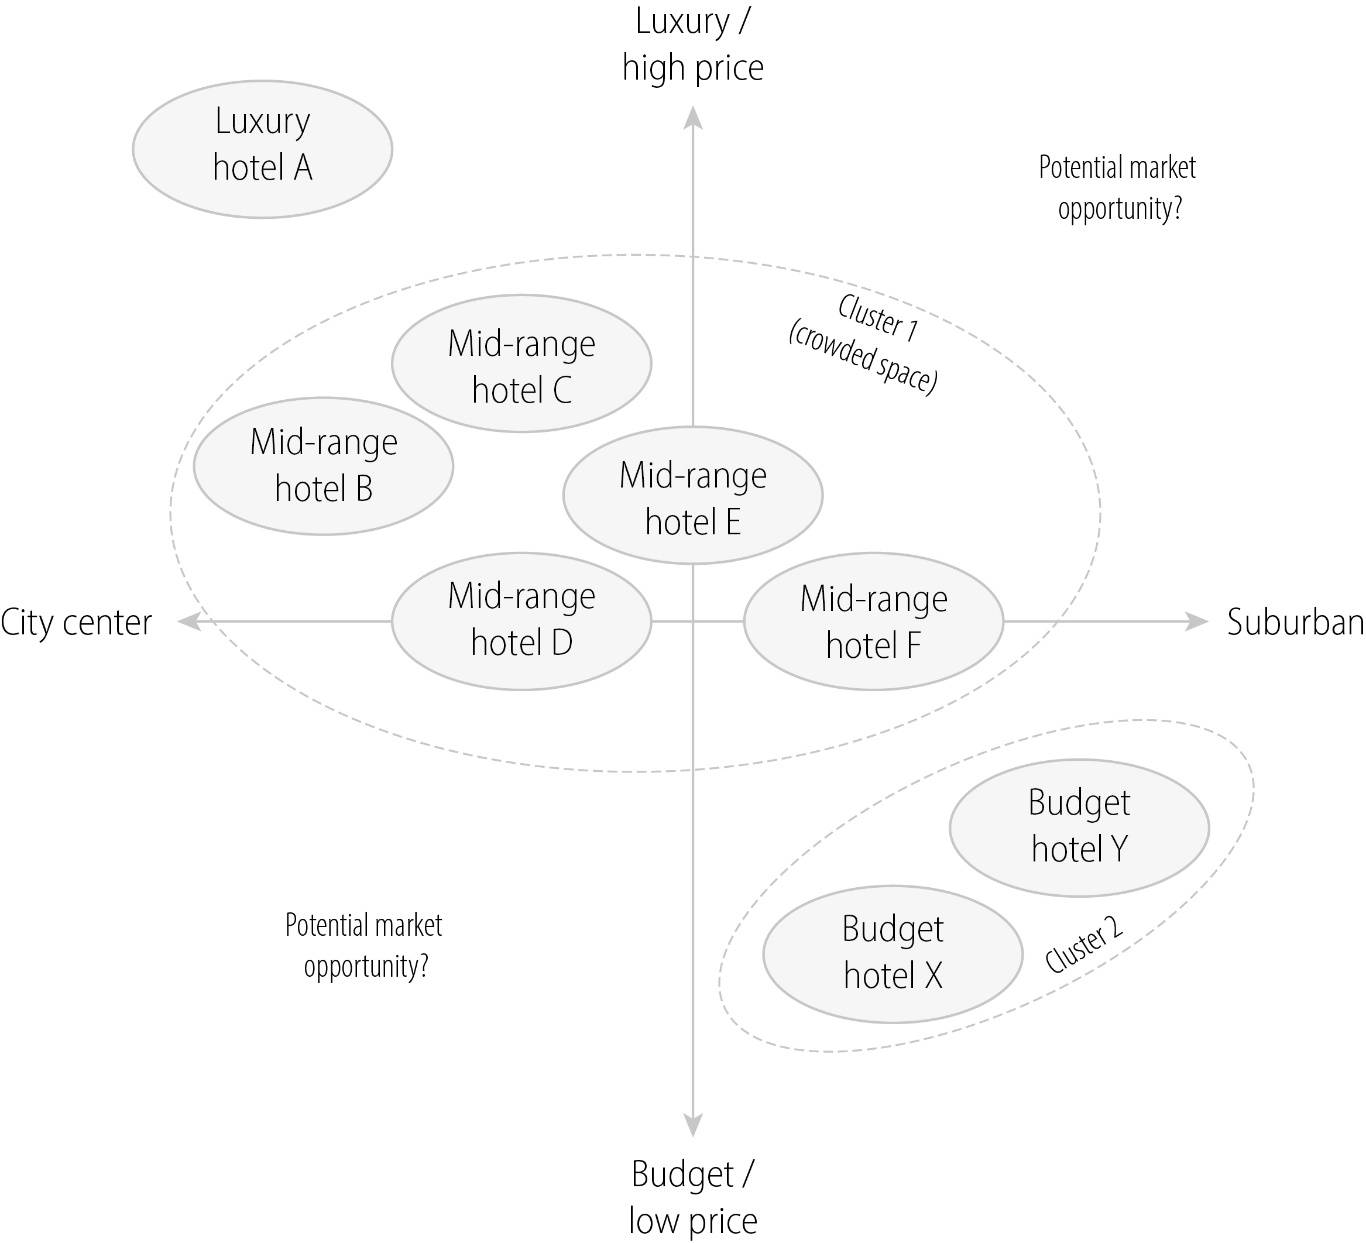 Luxury /
high price
Luxury
hotel A
Potential market
opportunity?
Cluster 1
(crowded space)
Mid-range
hotel C
Mid-range
hotel B
Mid-range
hotel E
Mid-range
hotel D
Mid-range
hotel F
City center
Suburban
Budget
hotel Y
Budget
hotel X
Cluster 2
Potential market
opportunity?
Budget /
low price